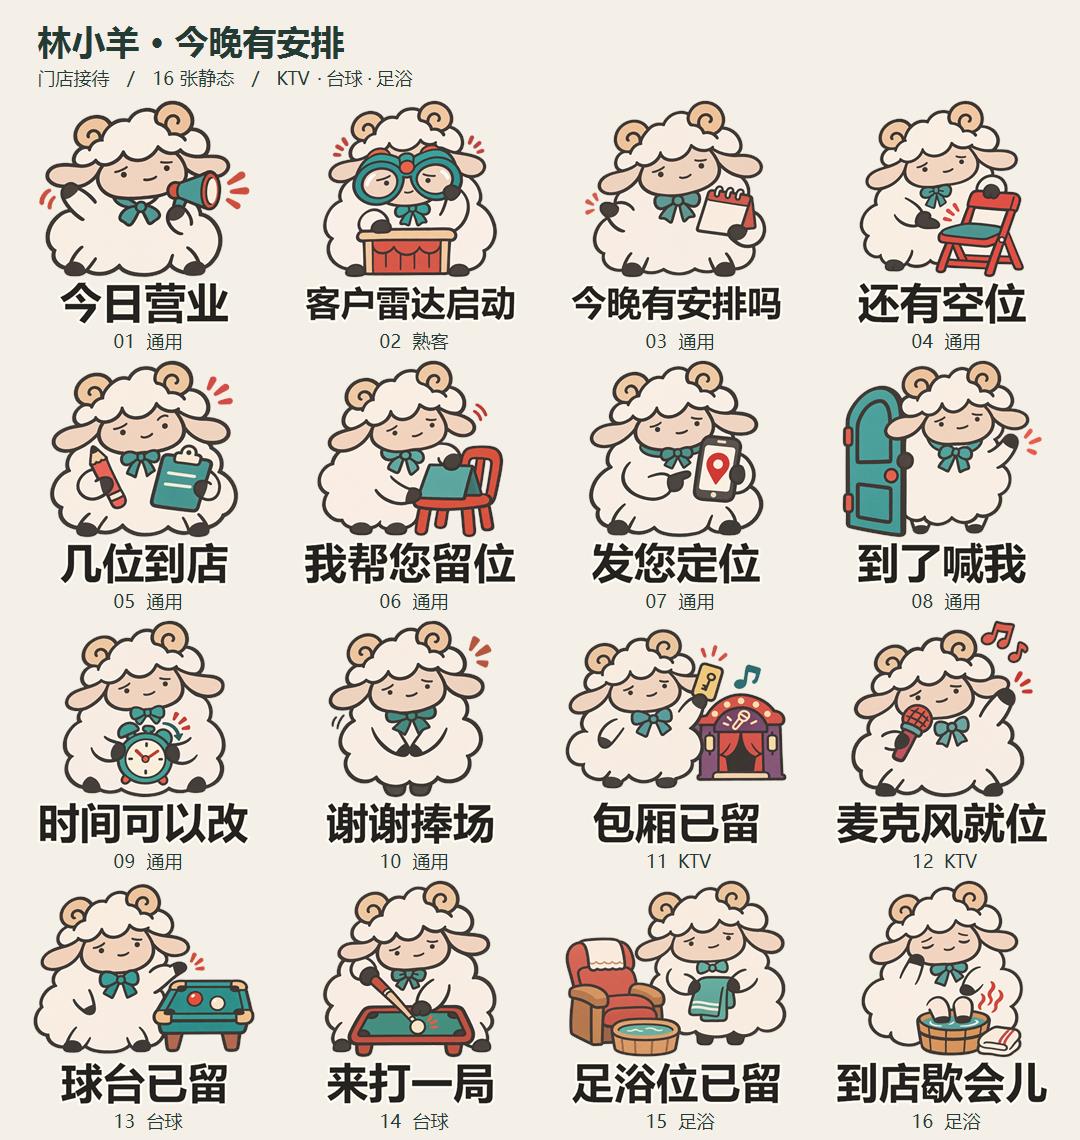 林小羊·今晚有安排
门店接待 / 16 张静态 / KTV·台球·足浴
今日营业
01 通用
客户雷达启动
02 熟客
今晚有安排吗
03 通用
还有空位
04 通用
几位到店
05 通用
我帮您留位
06 通用
发您定位
07 通用
到了喊我
08 通用
时间可以改
09 通用
谢谢捧场
10 通用
包厢已留
11 KTV
麦克风就位
12 KTV
球台已留
13 台球
来打一局
14 台球
足浴位已留
15 足浴
到店歇会儿
16 足浴